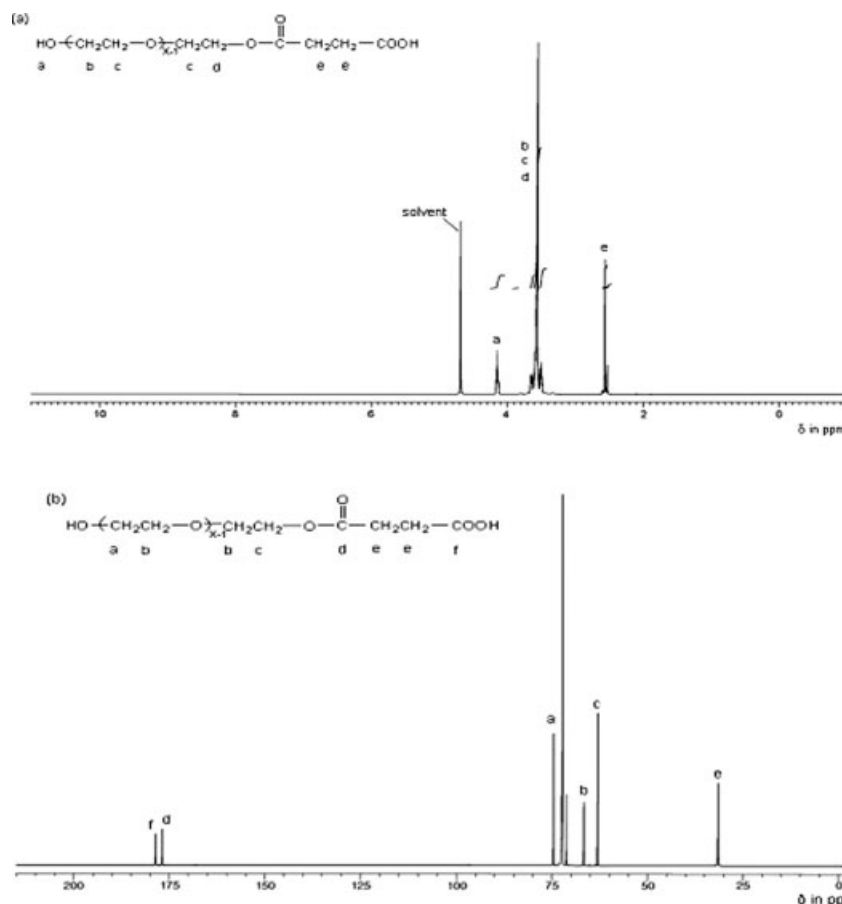 (a)
O
HO-(CH₂CH₂-O)-CH₂CH₂-O-C-CH₂CH₂-COOH
X-1
a b c c d e e
b
c
d
solvent
e
a
10 8 6 4 2 0
δ in ppm
(b)
O
HO-(CH₂CH₂-O)-CH₂CH₂-O-C-CH₂CH₂-COOH
X-1
a b b c d e e f
a
c
b
e
f d
200 175 150 125 100 75 50 25 0
δ in pp